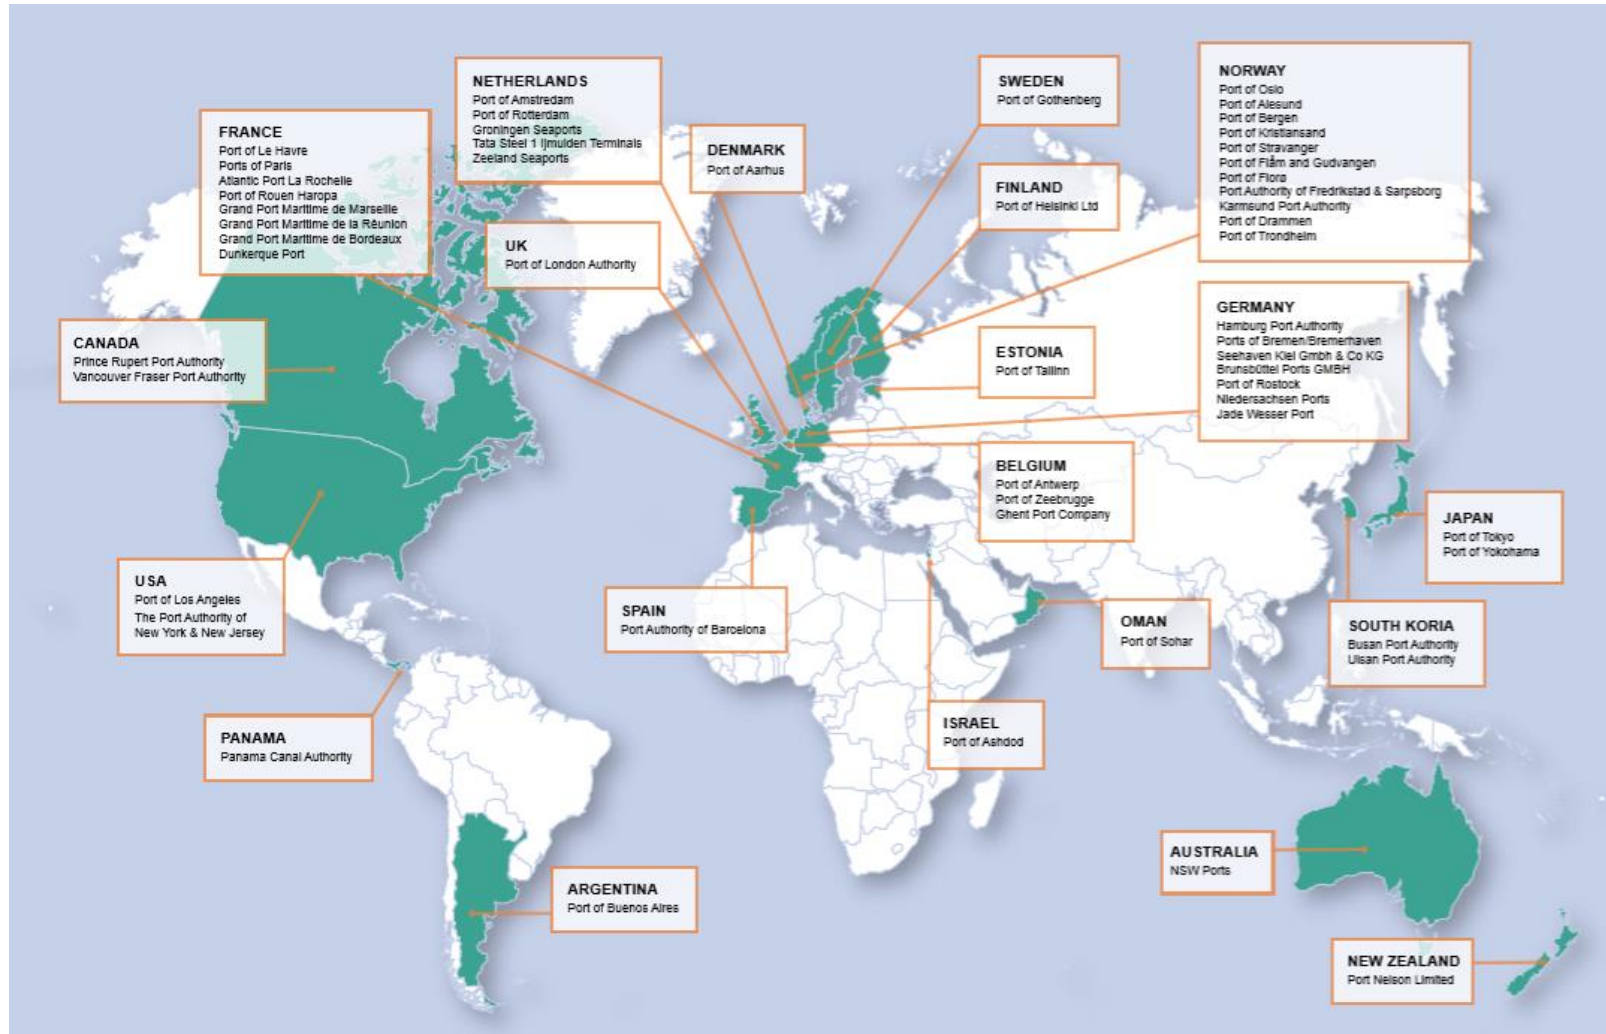 NETHERLANDS
Port of Amstredam
Port of Rotterdam
Groningen Seaports
Tata Steel 1 Ijmuiden Terminals
Zeeland Seaports
SWEDEN
Port of Gothenberg
NORWAY
Port of Oslo
Port of Alesund
Port of Bergen
Port of Kristiansand
Port of Stravanger
Port of Flåm and Gudvangen
Port of Florø
Port Authority of Fredrikstad & Sarpsborg
Karmsund Port Authority
Port of Drammen
Port of Trondheim
FRANCE
Port of Le Havre
Ports of Paris
Atlantic Port La Rochelle
Port of Rouen Haropa
Grand Port Maritime de Marseille
Grand Port Maritime de la Réunion
Grand Port Maritime de Bordeaux
Dunkerque Port
DENMARK
Port of Aarhus
FINLAND
Port of Helsinki Ltd
UK
Port of London Authority
CANADA
Prince Rupert Port Authority
Vancouver Fraser Port Authority
ESTONIA
Port of Tallinn
GERMANY
Hamburg Port Authority
Ports of Bremen/Bremerhaven
Seehaven Kiel Gmbh & Co KG
Brunsbüttel Ports GMBH
Port of Rostock
Niedersachsen Ports
Jade Wesser Port
BELGIUM
Port of Antwerp
Port of Zeebrugge
Ghent Port Company
JAPAN
Port of Tokyo
Port of Yokohama
USA
Port of Los Angeles
The Port Authority of
New York & New Jersey
SPAIN
Port Authority of Barcelona
OMAN
Port of Sohar
SOUTH KORIA
Busan Port Authority
Ulsan Port Authority
PANAMA
Panama Canal Authority
ISRAEL
Port of Ashdod
ARGENTINA
Port of Buenos Aires
AUSTRALIA
NSW Ports
NEW ZEALAND
Port Nelson Limited